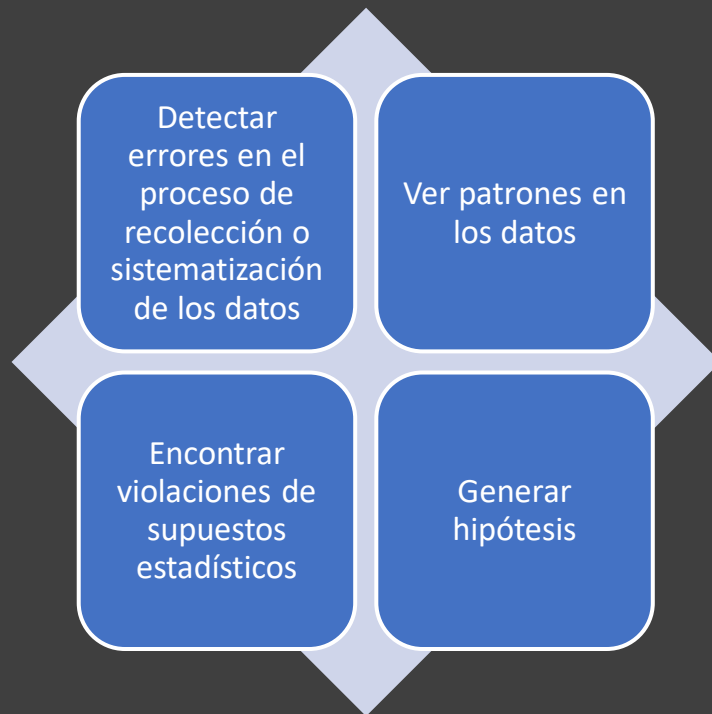 Detectar
errores en el
proceso de
recolección o
sistematización
de los datos
Ver patrones en
los datos
Encontrar
violaciones de
supuestos
estadísticos
Generar
hipótesis